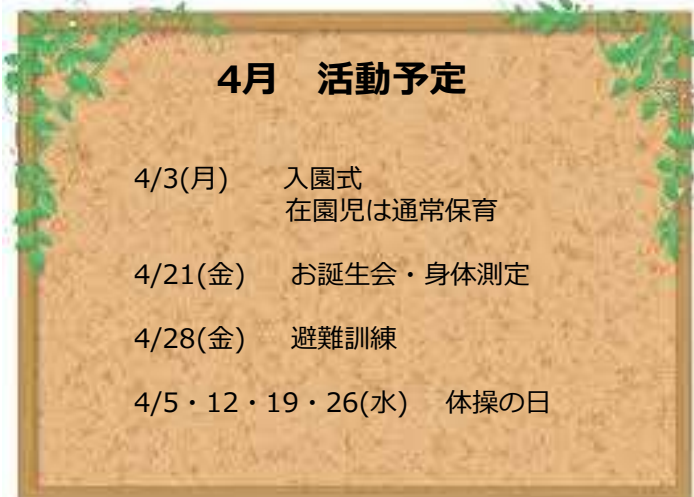 4月　活動予定
4/3(月)　　入園式
在園児は通常保育
4/21(金)　　お誕生会・身体測定
4/28(金)　　避難訓練
4/5・12・19・26(水)　体操の日